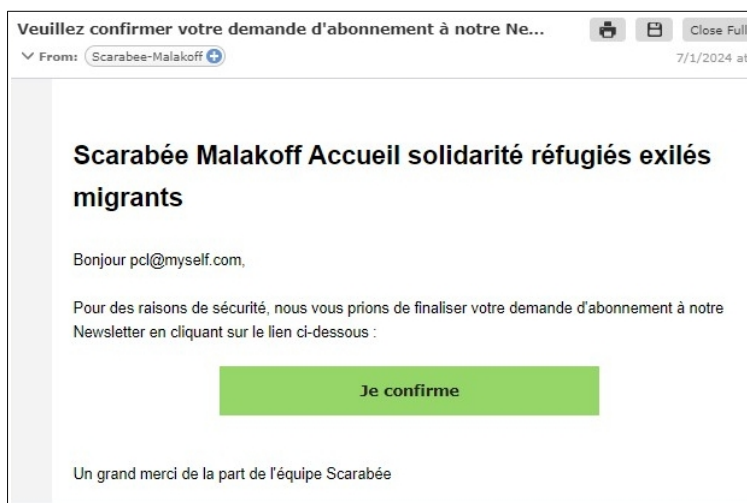 Veuillez confirmer votre demande d'abonnement à notre Ne...
Close Full
From: Scarabee-Malakoff
7/1/2024 at
Scarabée Malakoff Accueil solidarité réfugiés exilés
migrants
Bonjour pcl@myself.com,
Pour des raisons de sécurité, nous vous prions de finaliser votre demande d'abonnement à notre
Newsletter en cliquant sur le lien ci-dessous :
Je confirme
Un grand merci de la part de l'équipe Scarabée